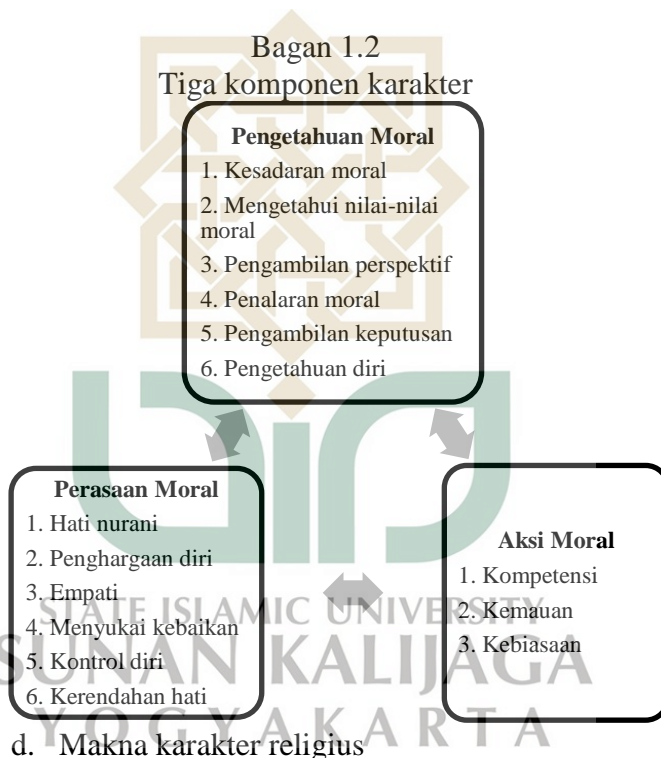 Bagan 1.2
Tiga komponen karakter
Pengetahuan Moral
1. Kesadaran moral
2. Mengetahui nilai-nilai
moral
3. Pengambilan perspektif
4. Penalaran moral
5. Pengambilan keputusan
6. Pengetahuan diri
Perasaan Moral
1. Hati nurani
2. Penghargaan diri
3. Empati
4. Menyukai kebaikan
5. Kontrol diri
6. Kerendahan hati
Aksi Moral
1. Kompetensi
2. Kemauan
3. Kebiasaan
STATE ISLAMIC UNIVERSITY
SUNAN KALIJAGA
YOGYAKARTA
d. Makna karakter religius